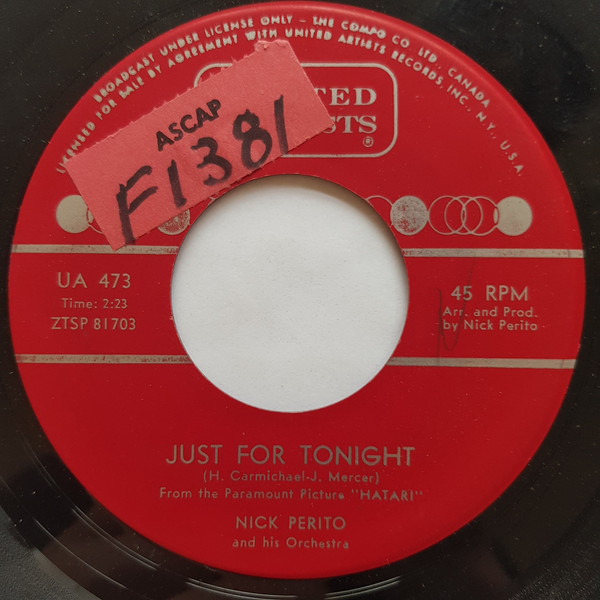 BROADCAST UNDER LICENSE ONLY - THE COMPO CO LTD., CANADA
LICENSED FOR SALE BY AGREEMENT WITH UNITED ARTISTS RECORDS, INC., N.Y., U.S.A.
TED
STS®
ASCAP
F1381
UA 473
Time: 2:23
ZTSP 81703
45 RPM
Arr. and Prod.
by Nick Perito
JUST FOR TONIGHT
(H. Carmichael-J. Mercer)
From the Paramount Picture "HATARI"
NICK PERITO
and his Orchestra